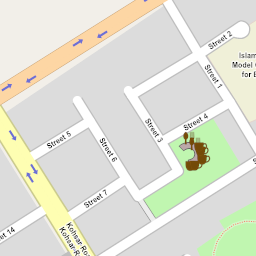 Street 2
Islam
Model C
for B
Street 1
Street 4
Street 3
Street 5
Street 6
Street 7
Kohsar Ro
Kohsar-R
Street 14